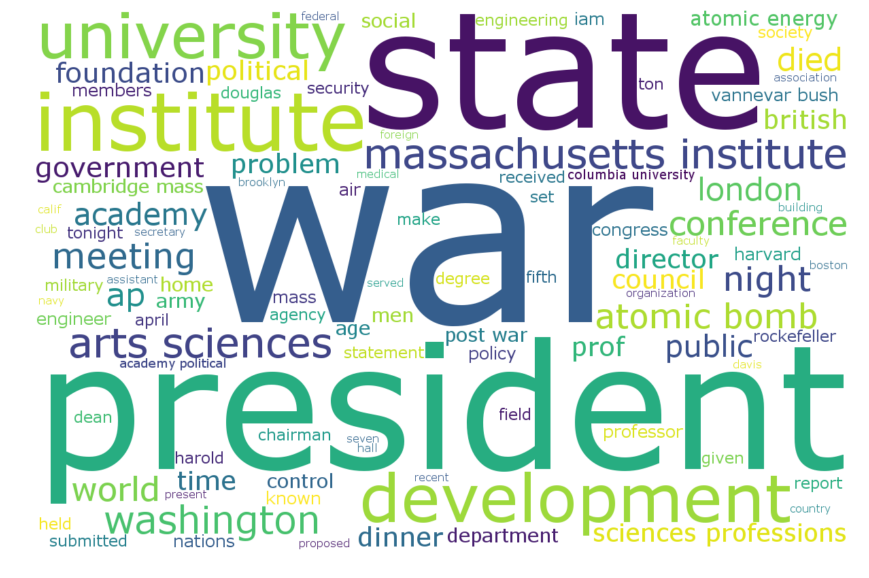 federal
university
social
engineering iam
atomic energy
state
society
foundation political
died
members
douglas
security
ton
association
vannevar bush
institute
foreign
british
government
problem
medical
massachusetts institute
cambridge mass
brooklyn
air
received
columbia university
london
war
set
calif
academy
make
building
club
tonight
secretary
congress
conference
faculty
meeting
director
harvard
boston
military
assistant
home
served
degree
fifth
council
night
navy
ap
army
mass
organization
engineer
april
agency
men
atomic bomb
age
post war
arts sciences
statement
policy
prof
public
rockefeller
academy political
davis
president
dean
field
chairman
seven
hall
professor
harold
given
world
time
control
recent
report
present
known
development
held
washington
country
submitted
nations
proposed
dinner
department
sciences professions